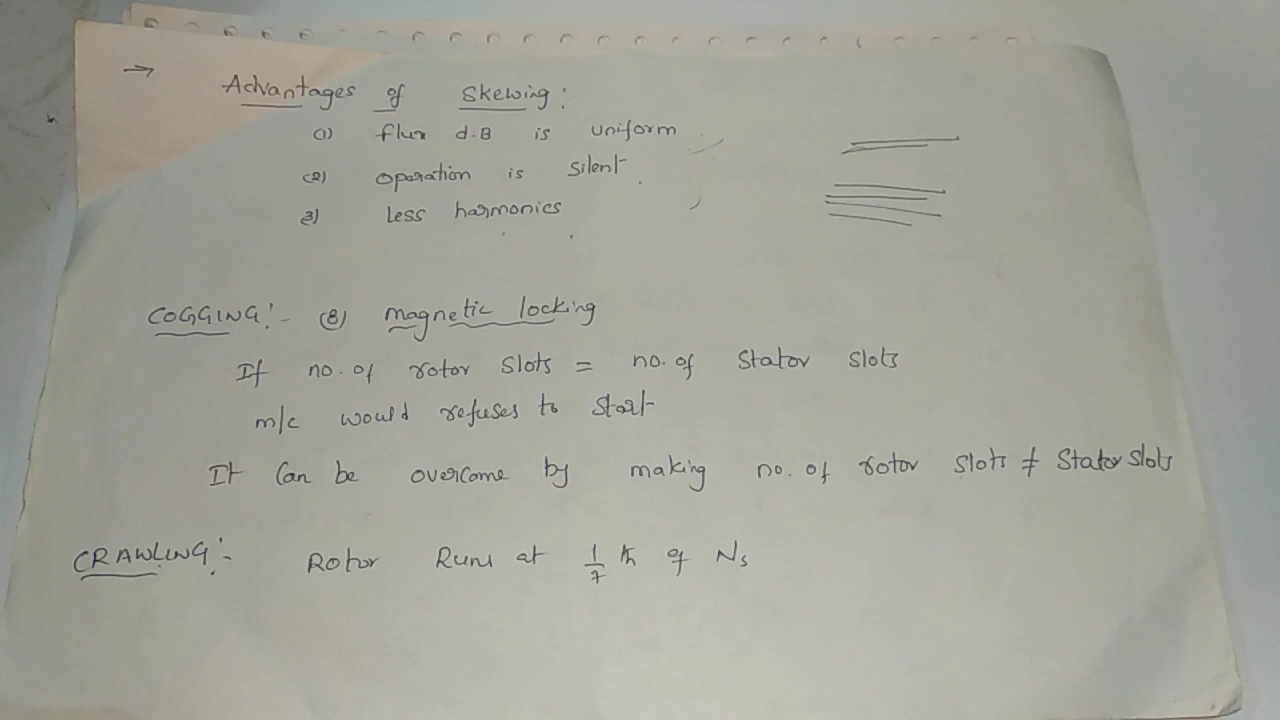 → Advantages of Skewing:
(1) flux d.B is uniform
(2) operation is silent
3) Less harmonics
COGGING:- (8) magnetic locking
If no. of rotor slots = no. of stator slots
m/c would refuses to start
It Can be overcome by making no. of rotor slots ≠ Stator slots
CRAWLING:- Rotor Runs at 1/7 th of Ns